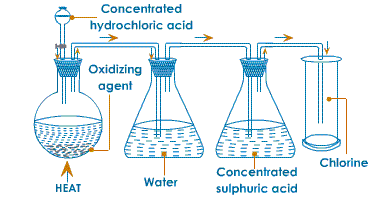 Concentrated
hydrochloric acid
Oxidizing
agent
HEAT
Water
Concentrated
sulphuric acid
Chlorine